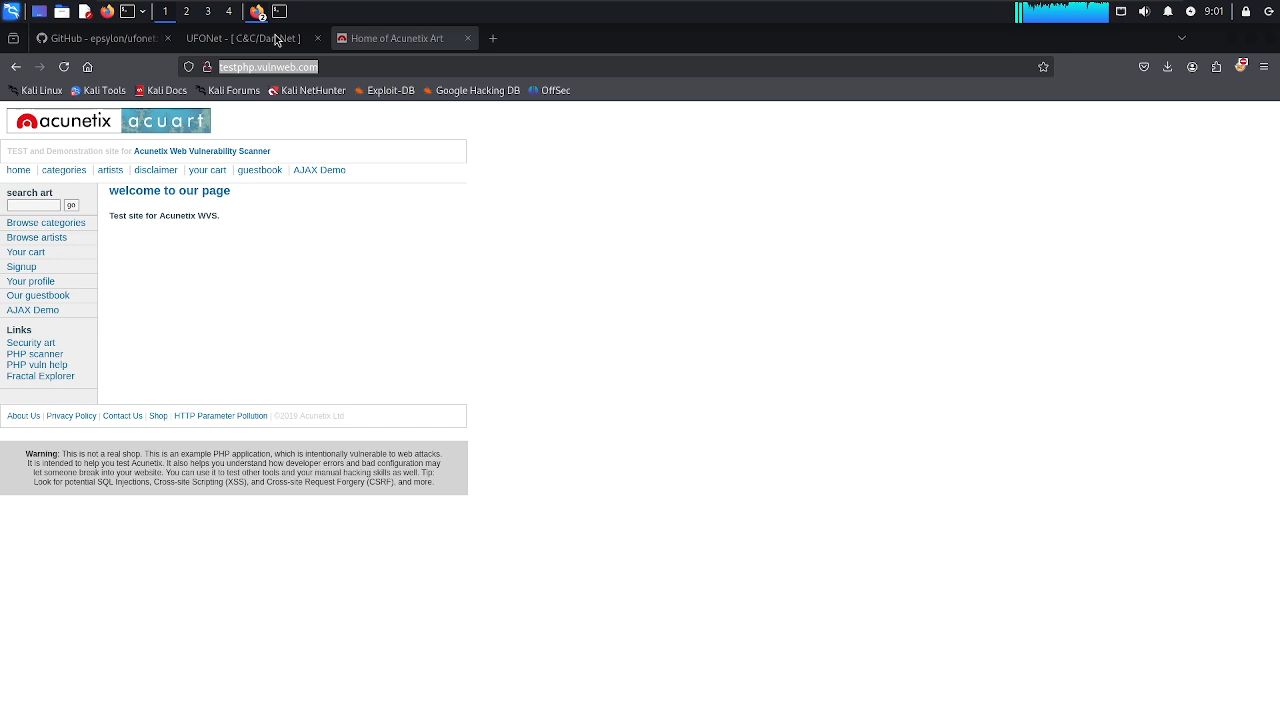 1 2 3 4 2 9:01
GitHub - epsylon/ufonet: UFONet - [ C&C/DarkNet ] Home of Acunetix Art
testphp.vulnweb.com
Kali Linux Kali Tools Kali Docs Kali Forums Kali NetHunter Exploit-DB Google Hacking DB OffSec
acunetix acuart
TEST and Demonstration site for Acunetix Web Vulnerability Scanner
home | categories | artists | disclaimer | your cart | guestbook | AJAX Demo
search art
go
Browse categories
Browse artists
Your cart
Signup
Your profile
Our guestbook
AJAX Demo
Links
Security art
PHP scanner
PHP vuln help
Fractal Explorer
welcome to our page
Test site for Acunetix WVS.
About Us | Privacy Policy | Contact Us | Shop | HTTP Parameter Pollution | ©2019 Acunetix Ltd
Warning: This is not a real shop. This is an example PHP application, which is intentionally vulnerable to web attacks.
It is intended to help you test Acunetix. It also helps you understand how developer errors and bad configuration may
let someone break into your website. You can use it to test other tools and your manual hacking skills as well. Tip:
Look for potential SQL Injections, Cross-site Scripting (XSS), and Cross-site Request Forgery (CSRF), and more.